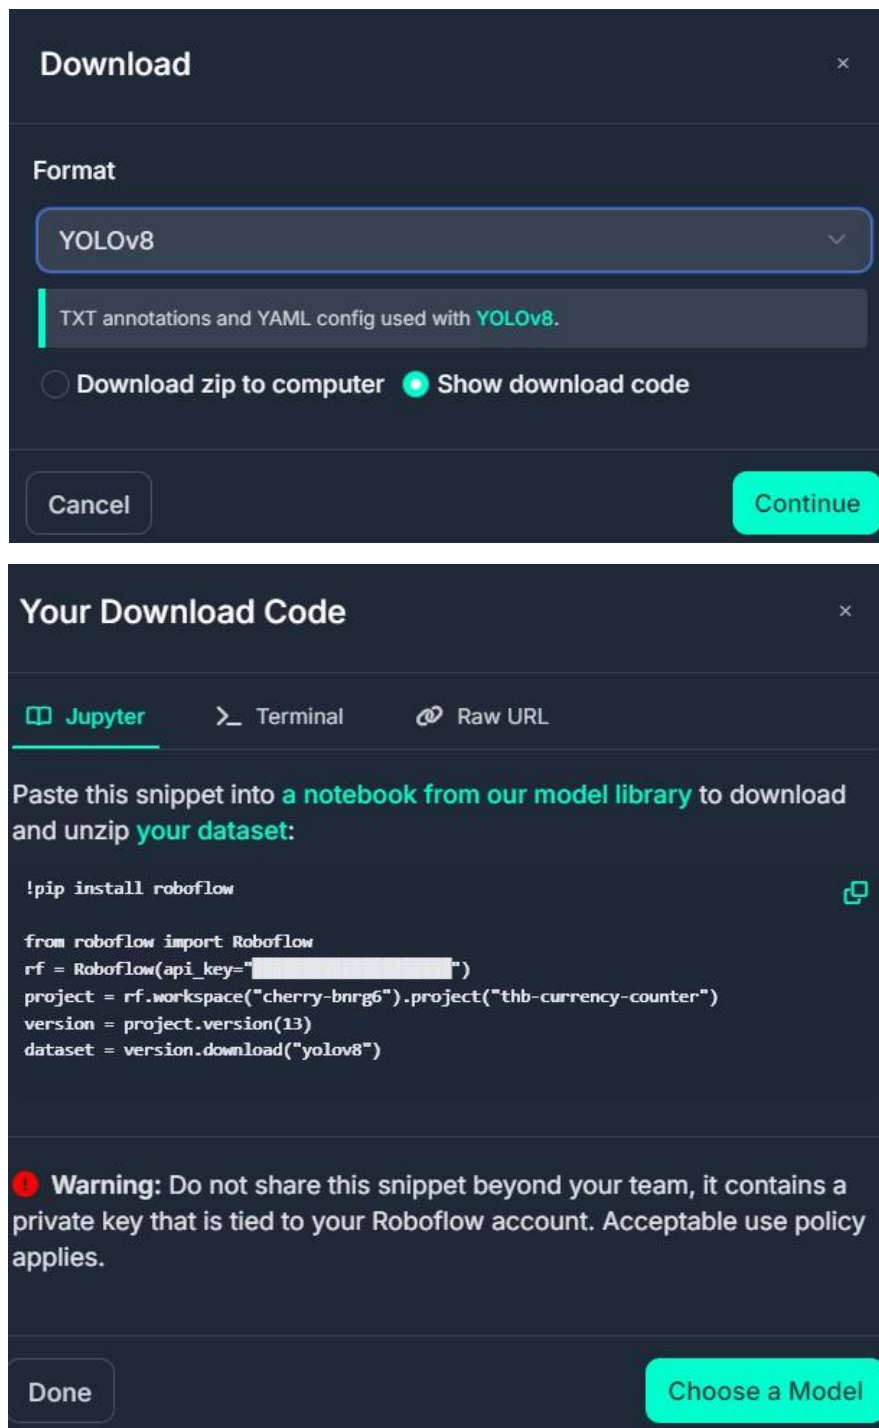 Download
Format
YOLOv8
TXT annotations and YAML config used with YOLOv8.
Download zip to computer Show download code
Cancel Continue
Your Download Code
Jupyter Terminal Raw URL
Paste this snippet into a notebook from our model library to download
and unzip your dataset:
!pip install roboflow
from roboflow import Roboflow
rf = Roboflow(api_key="")
project = rf.workspace("cherry-bnrg6").project("thb-currency-counter")
version = project.version(13)
dataset = version.download("yolov8")
Warning: Do not share this snippet beyond your team, it contains a
private key that is tied to your Roboflow account. Acceptable use policy
applies.
Done Choose a Model